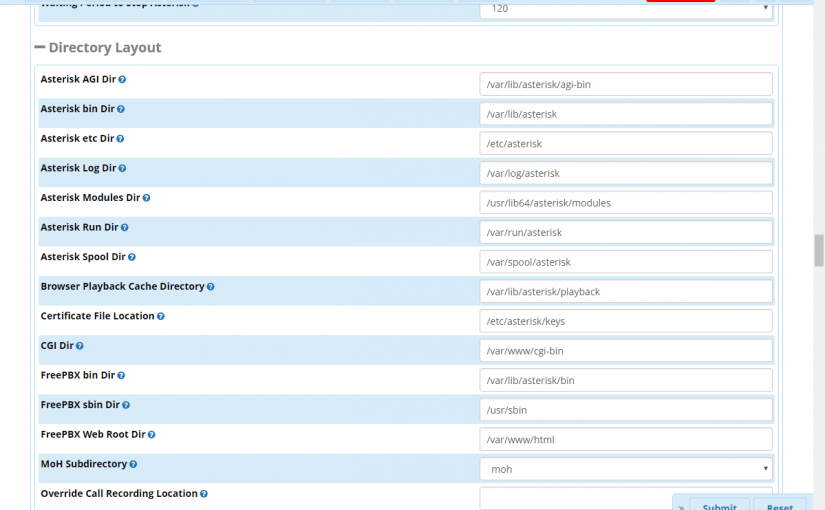 Waiting Period to Stop Asterisk
120
Directory Layout
Asterisk AGI Dir /var/lib/asterisk/agi-bin
Asterisk bin Dir /var/lib/asterisk
Asterisk etc Dir /etc/asterisk
Asterisk Log Dir /var/log/asterisk
Asterisk Modules Dir /usr/lib64/asterisk/modules
Asterisk Run Dir /var/run/asterisk
Asterisk Spool Dir /var/spool/asterisk
Browser Playback Cache Directory /var/lib/asterisk/playback
Certificate File Location /etc/asterisk/keys
CGI Dir /var/www/cgi-bin
FreePBX bin Dir /var/lib/asterisk/bin
FreePBX sbin Dir /usr/sbin
FreePBX Web Root Dir /var/www/html
MoH Subdirectory moh
Override Call Recording Location
» Submit Reset